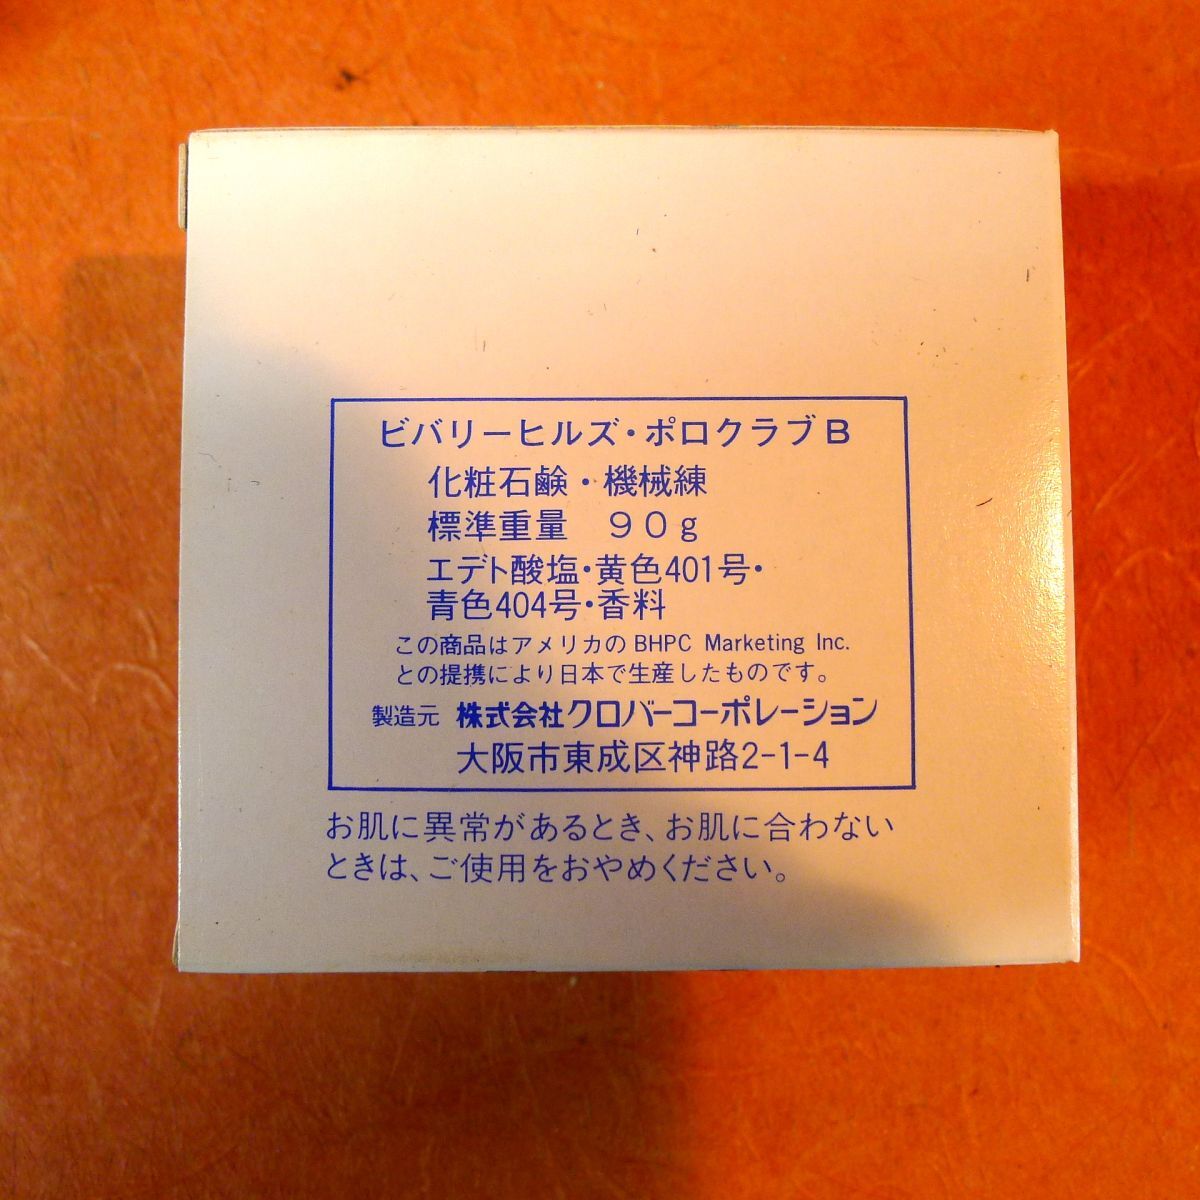 ビバリーヒルズ・ポロクラブB
化粧石鹸・機械練
標準重量　９０ｇ
エデト酸塩・黄色401号・
青色404号・香料
この商品はアメリカのBHPC Marketing Inc.
との提携により日本で生産したものです。
製造元 株式会社クロバーコーポレーション
大阪市東成区神路2-1-4
お肌に異常があるとき、お肌に合わない
ときは、ご使用をおやめください。